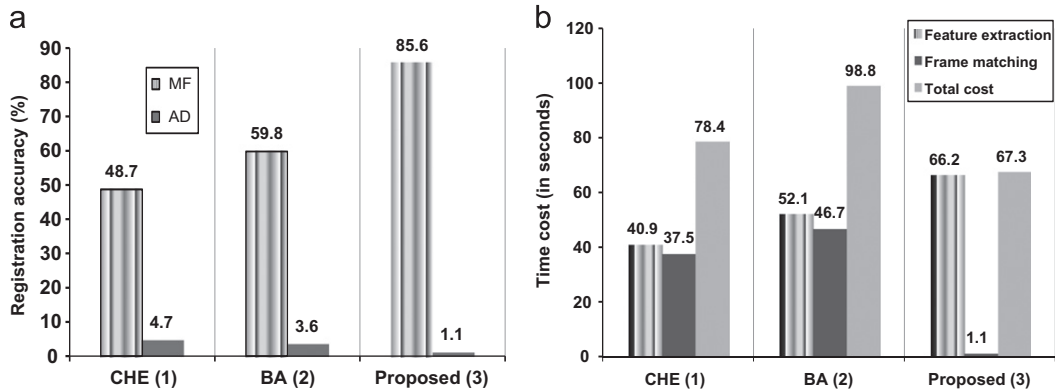 a
Registration accuracy (%)
90
80
70
60
50
40
30
20
10
0
MF
AD
48.7
4.7
59.8
3.6
85.6
1.1
CHE (1)
BA (2)
Proposed (3)
b
Time cost (in seconds)
120
100
80
60
40
20
0
Feature extraction
Frame matching
Total cost
40.9
37.5
78.4
52.1
46.7
98.8
66.2
1.1
67.3
CHE (1)
BA (2)
Proposed (3)